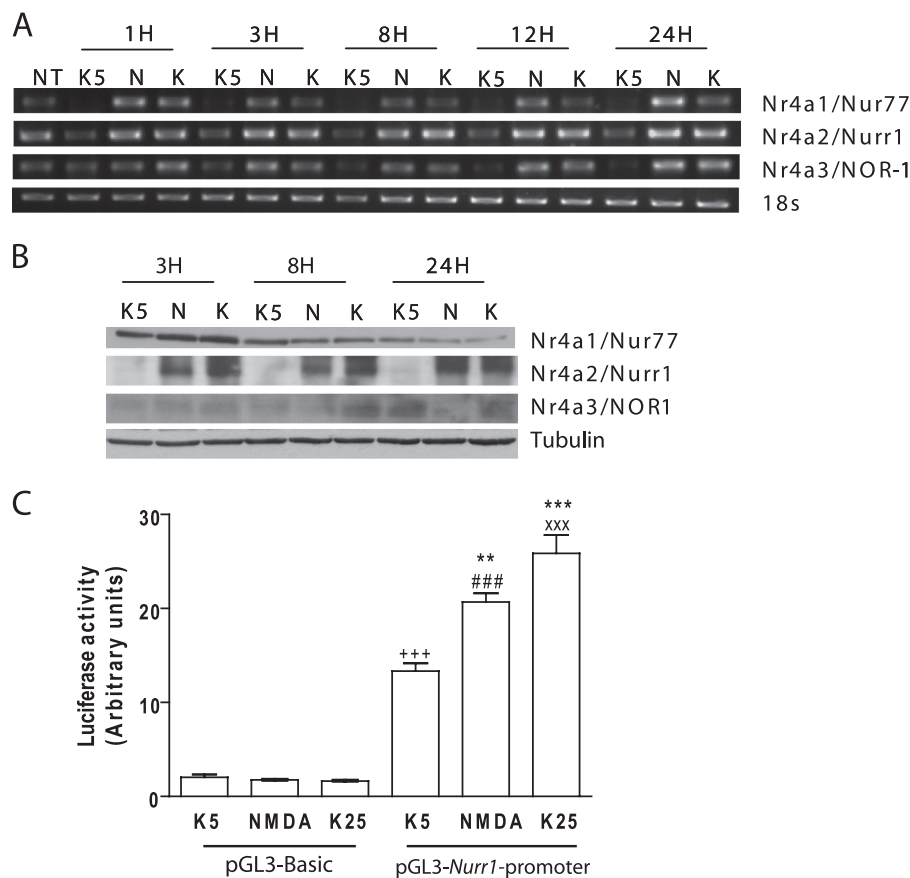 A
1H 3H 8H 12H 24H
NT K5 N K K5 N K K5 N K K5 N K K5 N K
Nr4a1/Nur77
Nr4a2/Nurr1
Nr4a3/NOR-1
18s
B
3H 8H 24H
K5 N K K5 N K K5 N K
Nr4a1/Nur77
Nr4a2/Nurr1
Nr4a3/NOR1
Tubulin
C
Luciferase activity
(Arbitrary units)
30
20
10
0
+++
**
###
***
xxx
K5 NMDA K25 K5 NMDA K25
pGL3-Basic pGL3-Nurr1-promoter